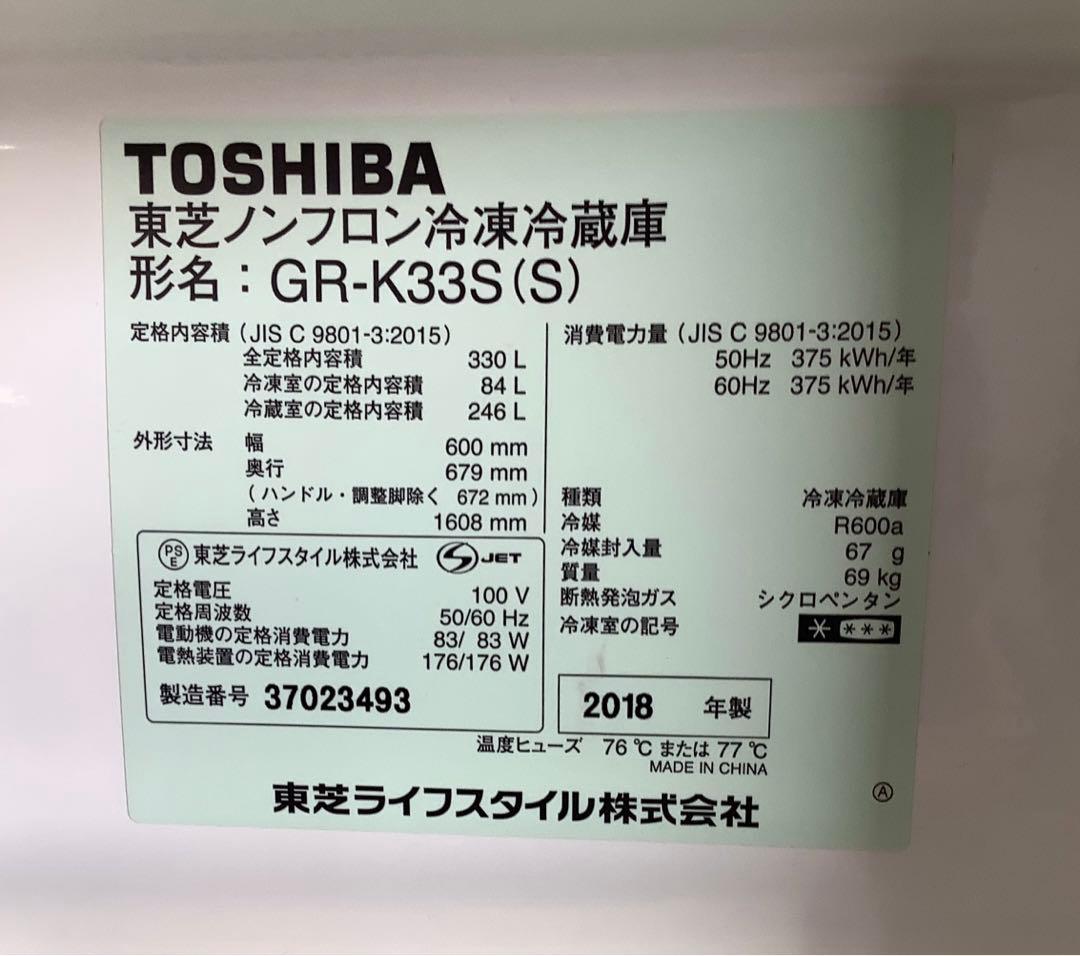 TOSHIBA
東芝ノンフロン冷凍冷蔵庫
形名：GR-K33S(S)
定格内容積（JIS C 9801-3:2015）
全定格内容積 330 L
冷凍室の定格内容積 84 L
冷蔵室の定格内容積 246 L
外形寸法 幅 600 mm
奥行 679 mm
（ハンドル・調整脚除く 672 mm）
高さ 1608 mm
消費電力量（JIS C 9801-3:2015）
50Hz 375 kWh/年
60Hz 375 kWh/年
種類 冷凍冷蔵庫
冷媒 R600a
冷媒封入量 67 g
質量 69 kg
断熱発泡ガス シクロペンタン
冷凍室の記号 * ***
PSE 東芝ライフスタイル株式会社 S JET
定格電圧 100 V
定格周波数 50/60 Hz
電動機の定格消費電力 83/ 83 W
電熱装置の定格消費電力 176/176 W
製造番号 37023493
2018 年製
温度ヒューズ 76 ℃ または 77 ℃
MADE IN CHINA
東芝ライフスタイル株式会社
Ⓐ